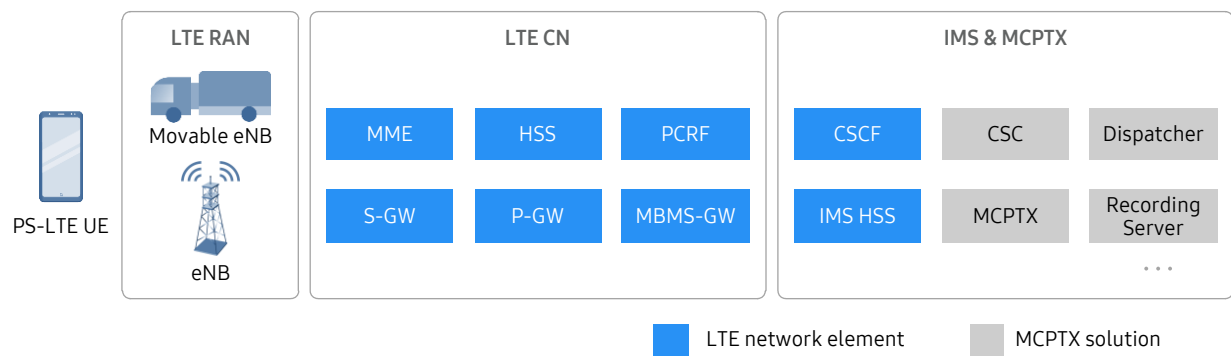 LTE RAN
LTE CN
IMS & MCPTX
Movable eNB
MME
HSS
PCRF
CSCF
CSC
Dispatcher
PS-LTE UE
eNB
S-GW
P-GW
MBMS-GW
IMS HSS
MCPTX
Recording
Server
...
LTE network element
MCPTX solution